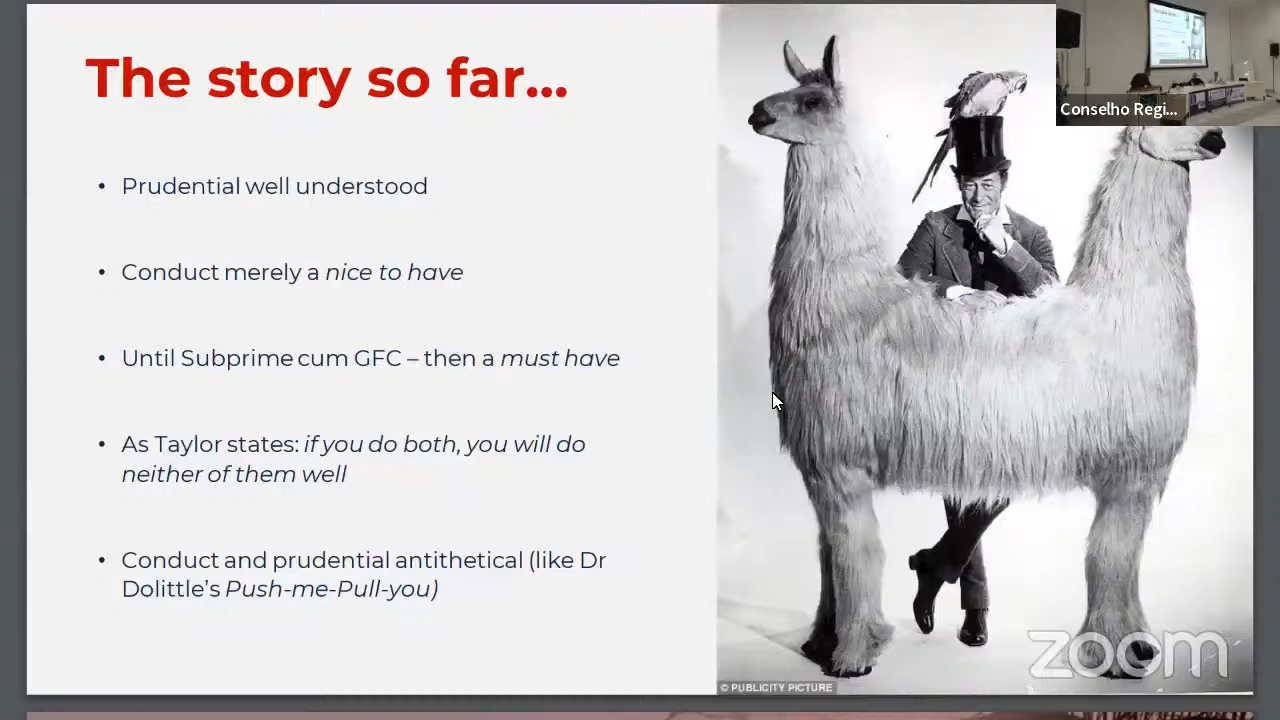 The story so far...
• Prudential well understood
• Conduct merely a nice to have
• Until Subprime cum GFC – then a must have
• As Taylor states: if you do both, you will do
neither of them well
• Conduct and prudential antithetical (like Dr
Dolittle's Push-me-Pull-you)
Conselho Regi...
© PUBLICITY PICTURE
zoom